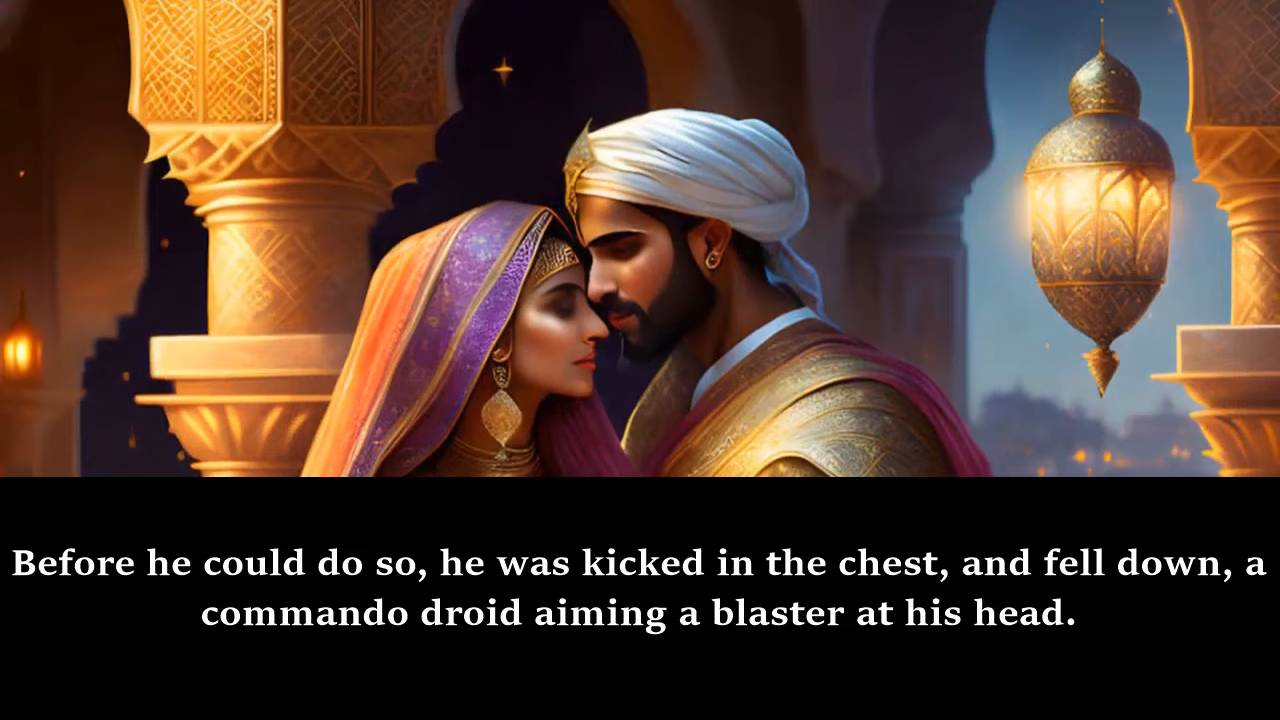 Before he could do so, he was kicked in the chest, and fell down, a
commando droid aiming a blaster at his head.